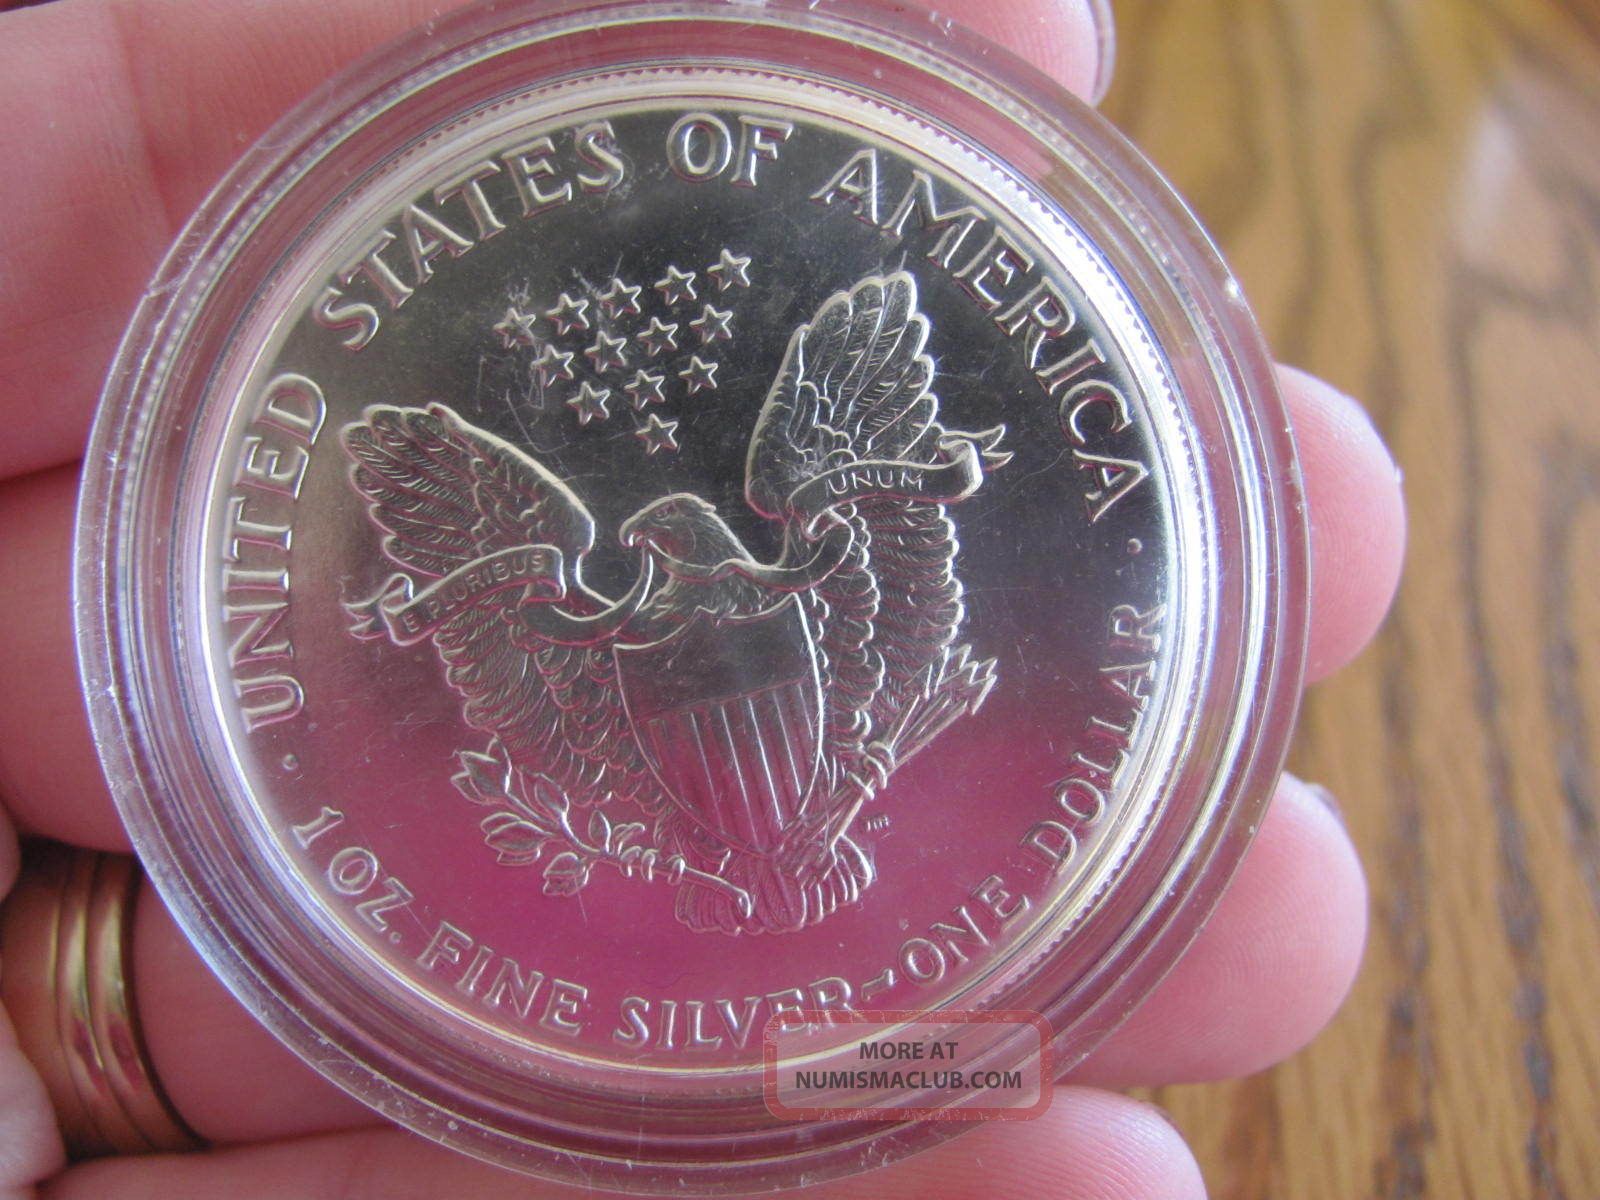 UNITED STATES OF AMERICA
E PLURIBUS
UNUM
· 1 OZ. FINE SILVER~ONE DOLLAR ·
MORE AT
NUMISMACLUB.COM